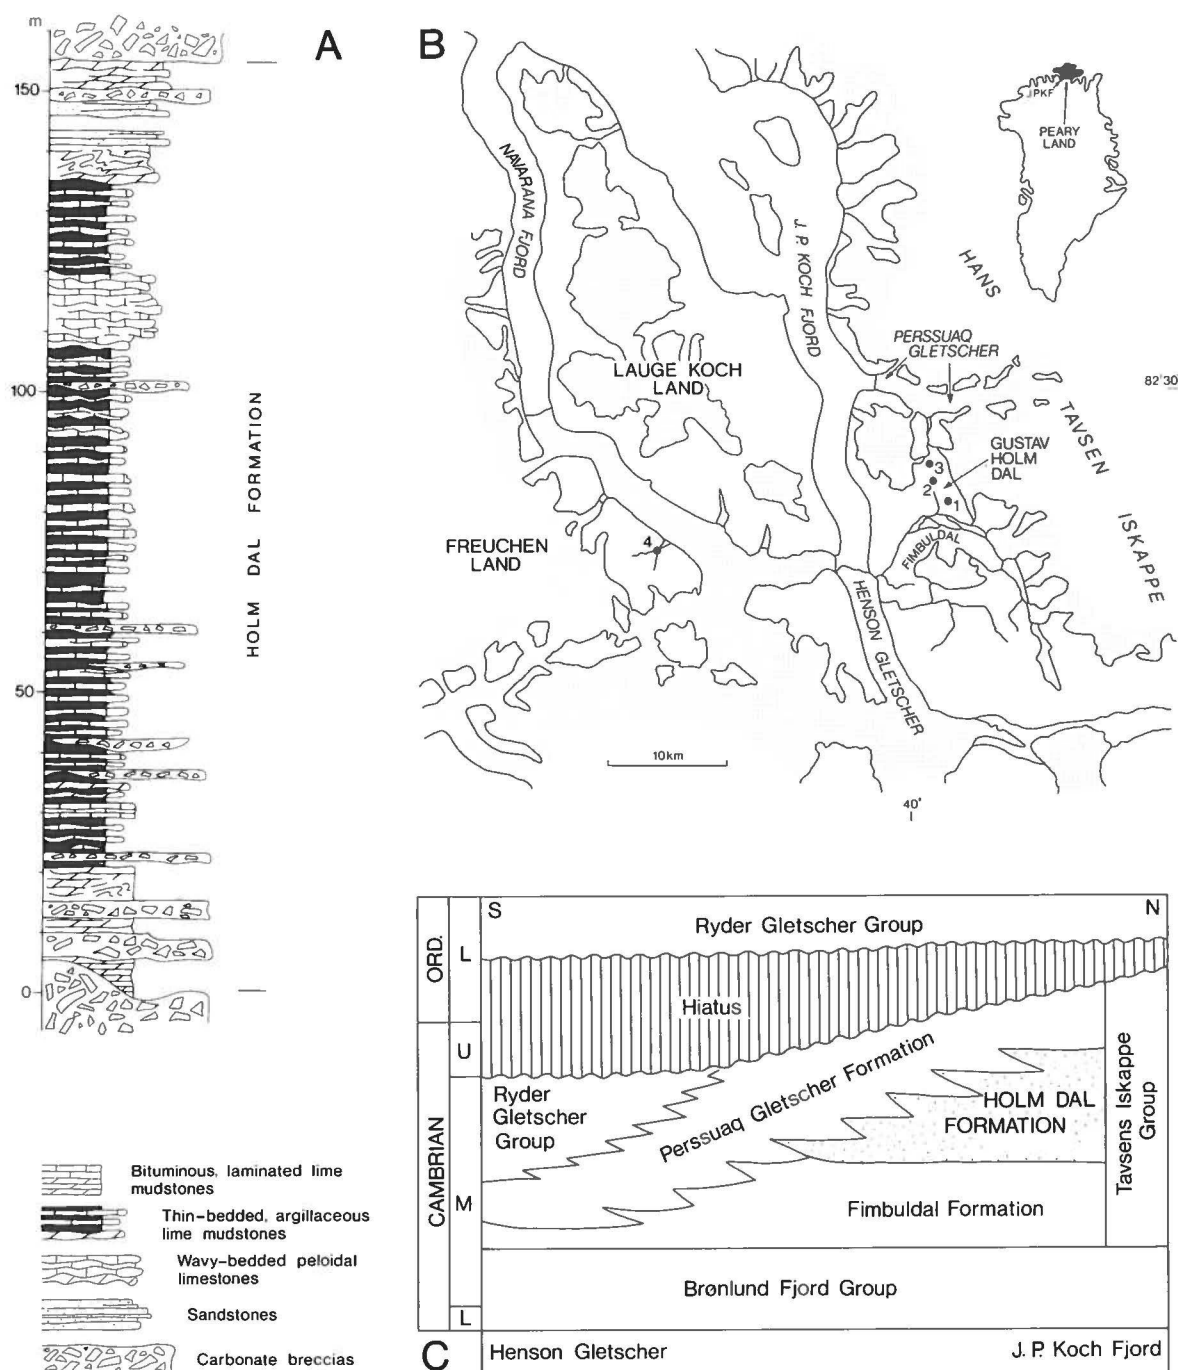 m
150
100
50
0
A
HOLM DAL FORMATION
Bituminous, laminated lime
mudstones
Thin-bedded, argillaceous
lime mudstones
Wavy-bedded peloidal
limestones
Sandstones
Carbonate breccias
B
NAVARANA FJORD
J. P. KOCH FJORD
J.P.K.F.
PEARY
LAND
HANS
TAVSEN
ISKAPPE
PERSSUAQ
GLETSCHER
82°30'
LAUGE KOCH
LAND
GUSTAV
HOLM
DAL
3
2
1
FIMBULDAL
FREUCHEN
LAND
4
HENSON GLETSCHER
10km
40°
C
S
N
ORD.
L
Ryder Gletscher Group
Hiatus
CAMBRIAN
U
M
L
Ryder
Gletscher
Group
Perssuaq Gletscher Formation
HOLM DAL
FORMATION
Tavsens Iskappe
Group
Fimbuldal Formation
Brønlund Fjord Group
Henson Gletscher
J. P. Koch Fjord